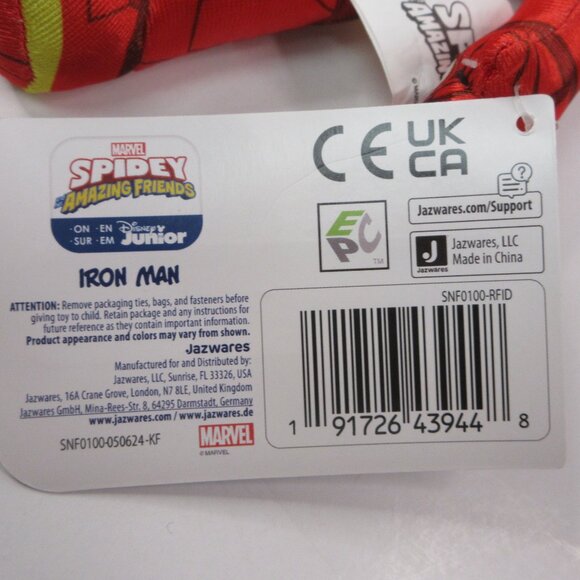 SPI
AMAZING
MARVEL
SPIDEY
AND HIS
AMAZING FRIENDS
· ON · EN
· SUR · EM
Disney
Junior
IRON MAN
ATTENTION: Remove packaging ties, bags, and fasteners before
giving toy to child. Retain package and any instructions for
future reference as they contain important information.
Product appearance and colors may vary from shown.
Jazwares
Manufactured for and Distributed by:
Jazwares, LLC, Sunrise, FL 33326, USA
Jazwares, 16A Crane Grove, London, N7 8LE, United Kingdom
Jazwares GmbH, Mina-Rees-Str. 8, 64295 Darmstadt, Germany
www.jazwares.com / www.jazwares.de
SNF0100-050624-KF
MARVEL
© MARVEL
CE
UK
CA
?
Jazwares.com/Support
EPC™
J
Jazwares
Jazwares, LLC
Made in China
SNF0100-RFID
1 91726 43944 8